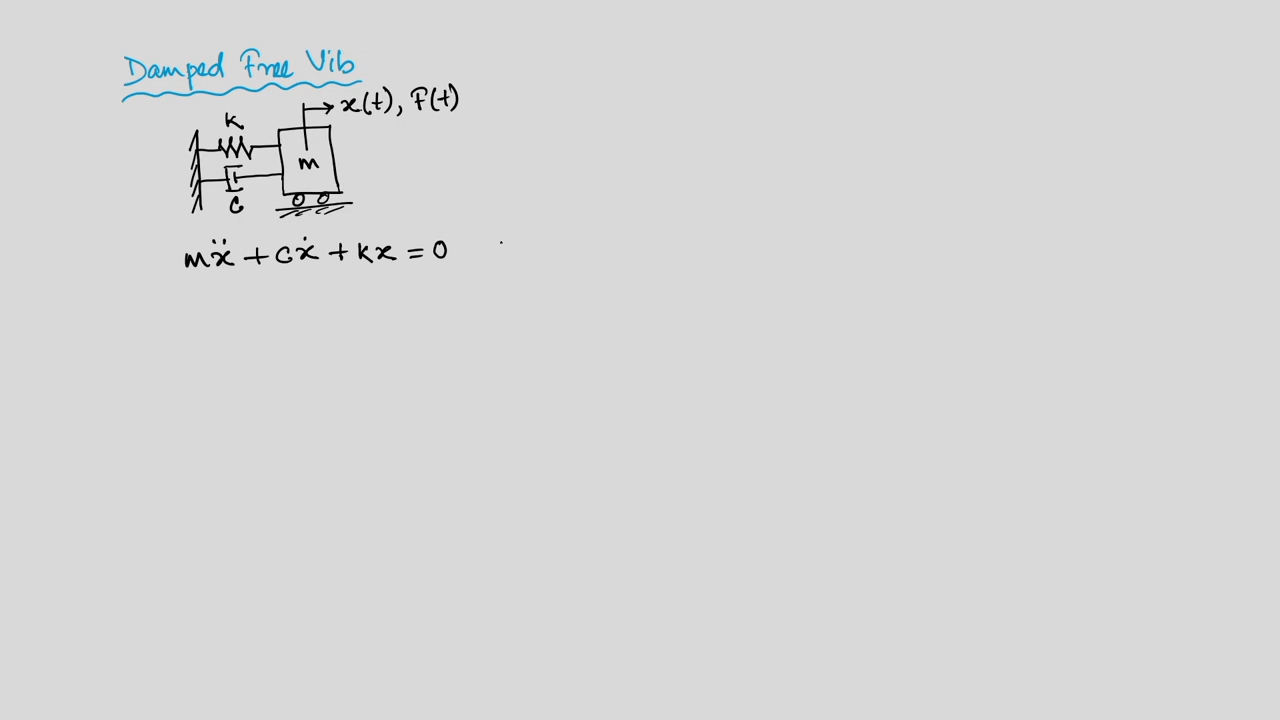 Damped Free Vib
x(t), F(t)
K
m
C
mẍ + cẋ + kx = 0